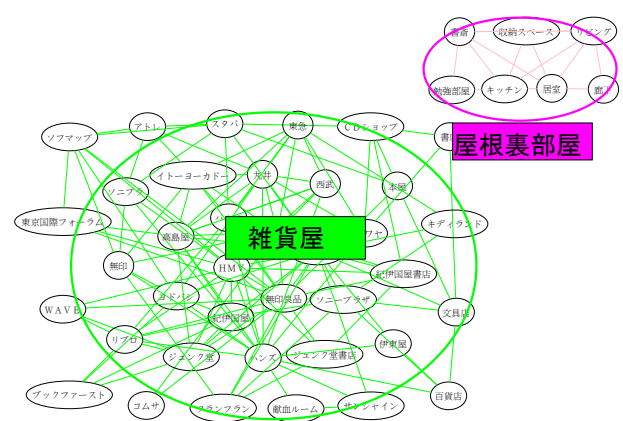 書斎
収納スペース
リビング
勉強部屋
キッチン
居室
廊下
屋根裏部屋
ソフマップ
アトレ
スタバ
東急
ＣＤショップ
イトーヨーカドー
丸井
西武
本屋
ソニプラ
東京国際フォーラム
高島屋
雑貨屋
キディランド
無印
ＨＭＶ
紀伊国屋書店
ヨドバシ
無印良品
ソニープラザ
ＷＡＶＥ
紀伊国屋
文具店
リブロ
ジュンク堂
ハンズ
ジュンク堂書店
伊東屋
ブックファースト
コムサ
フランフラン
献血ルーム
サンシャイン
百貨店